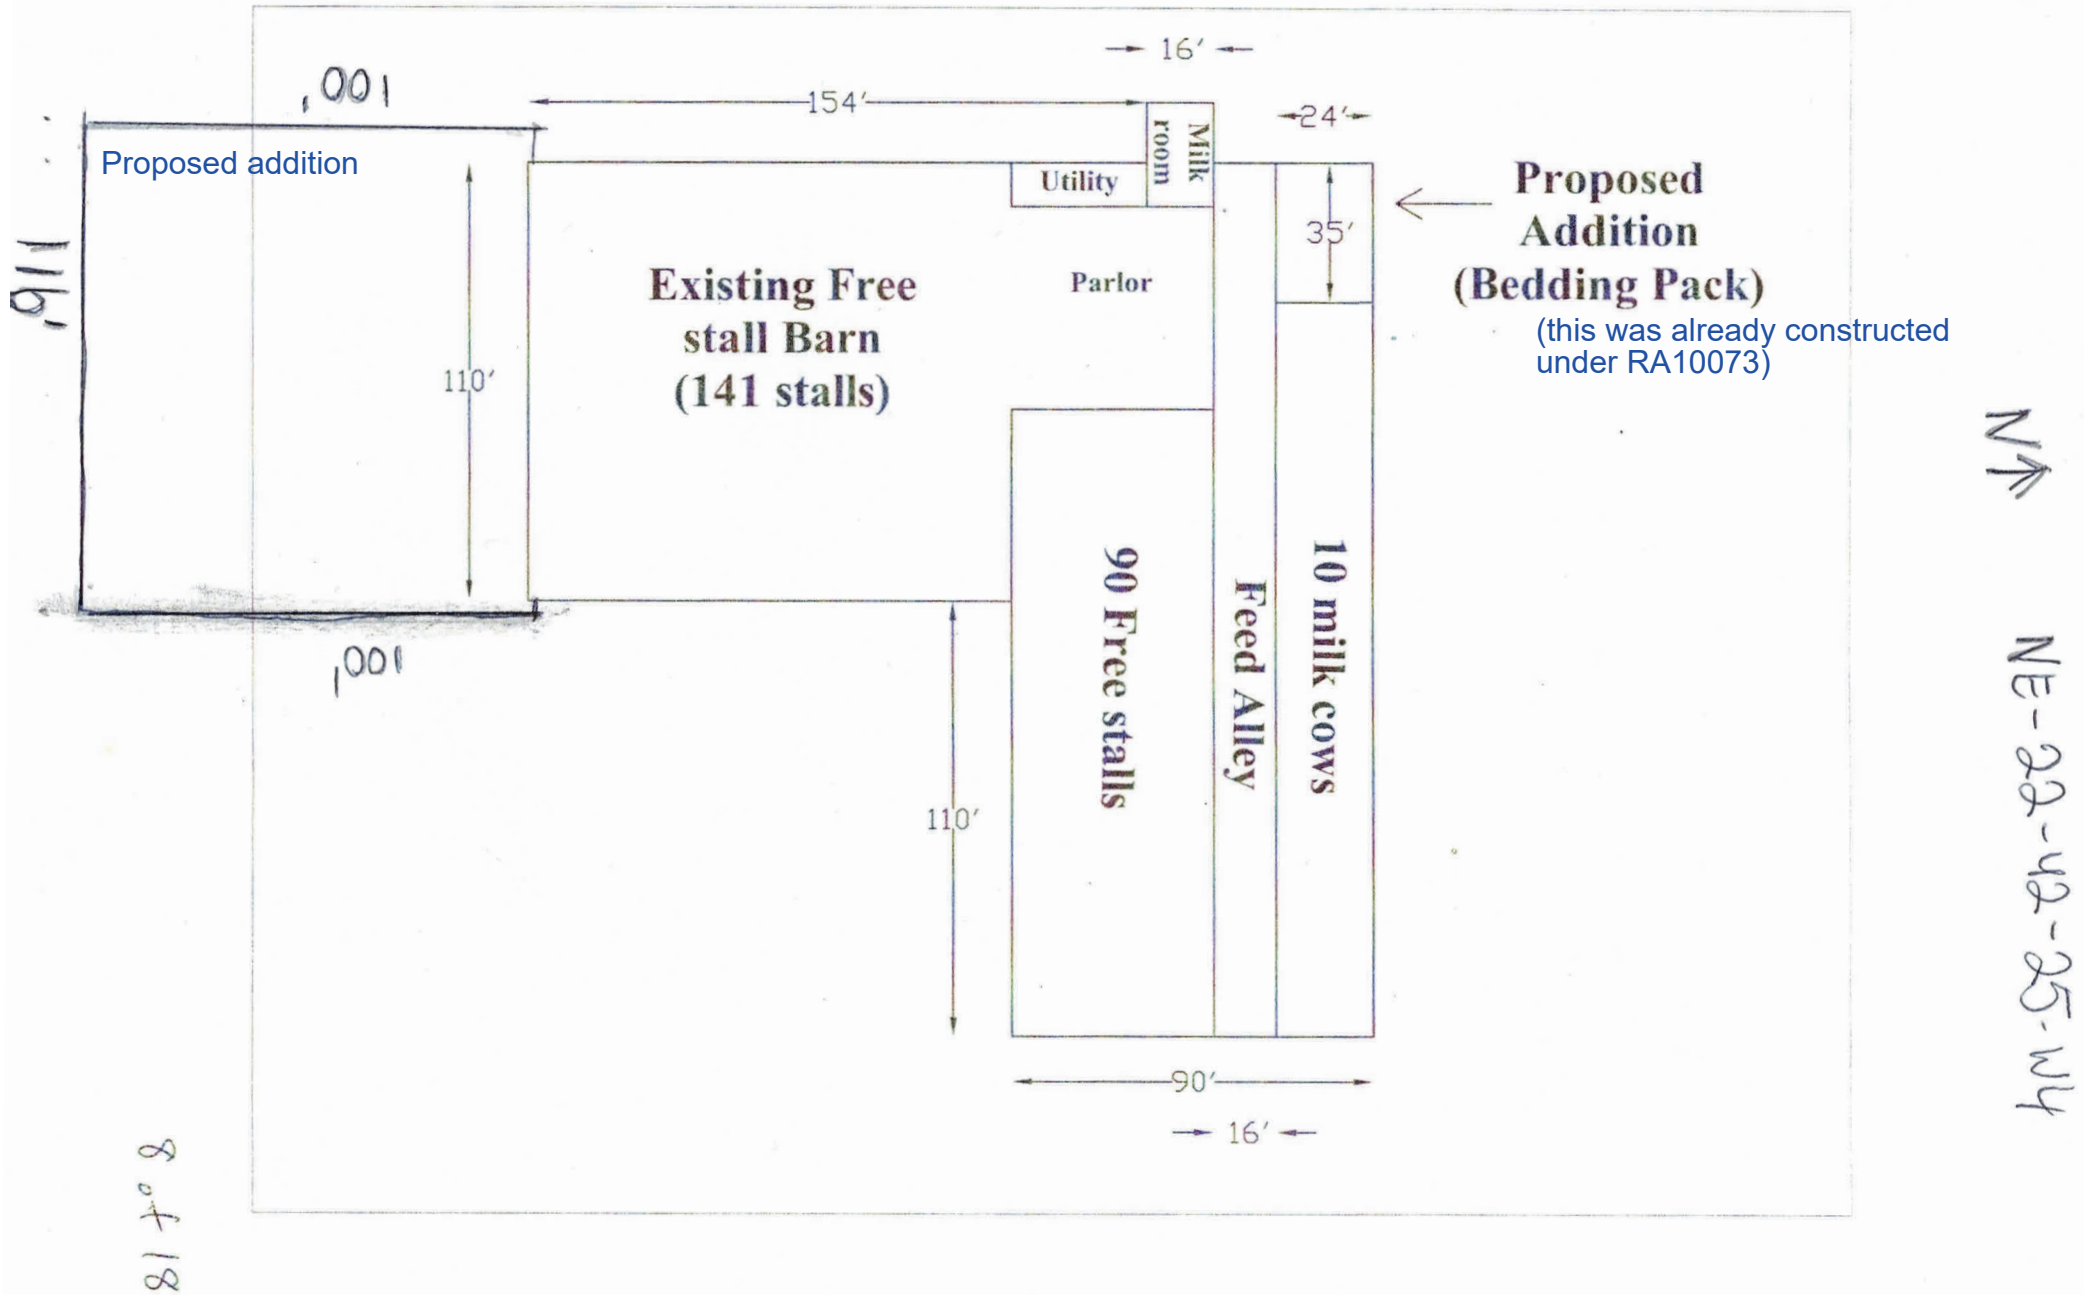 16'
100'
154'
24'
Proposed addition
Milk
room
Utility
Proposed
Addition
(Bedding Pack)
(this was already constructed
under RA10073)
35'
116'
Existing Free
stall Barn
(141 stalls)
Parlor
110'
N↑
100'
90 Free stalls
Feed Alley
10 milk cows
NE-22-42-25-W4
110'
90'
16'
8 of 18